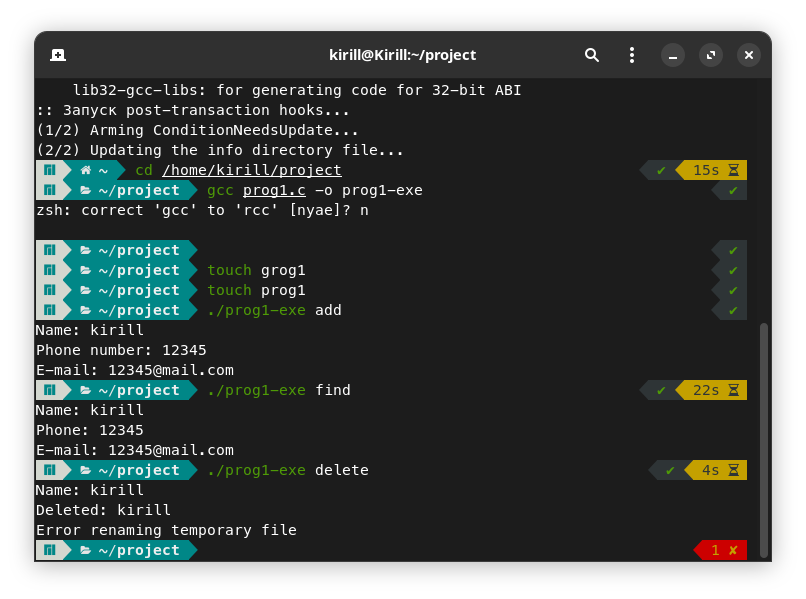 kirill@Kirill:~/project
lib32-gcc-libs: for generating code for 32-bit ABI
:: Запуск post-transaction hooks...
(1/2) Arming ConditionNeedsUpdate...
(2/2) Updating the info directory file...
~ cd /home/kirill/project ✔ 15s
~/project gcc prog1.c -o prog1-exe ✔
zsh: correct 'gcc' to 'rcc' [nyae]? n
~/project ✔
~/project touch grog1 ✔
~/project touch prog1 ✔
~/project ./prog1-exe add ✔
Name: kirill
Phone number: 12345
E-mail: 12345@mail.com
~/project ./prog1-exe find ✔ 22s
Name: kirill
Phone: 12345
E-mail: 12345@mail.com
~/project ./prog1-exe delete ✔ 4s
Name: kirill
Deleted: kirill
Error renaming temporary file
~/project 1 ✘